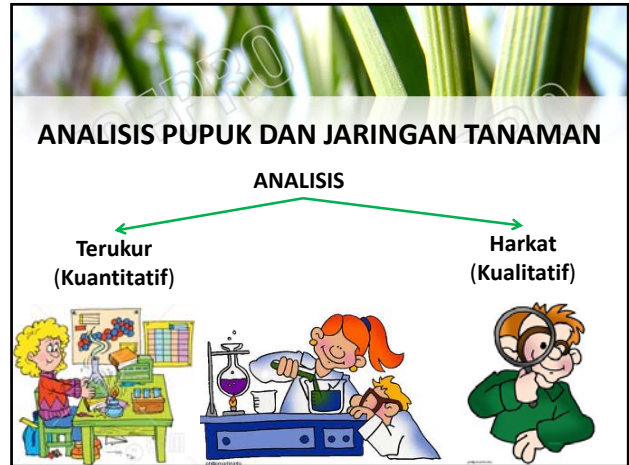 ANALISIS PUPUK DAN JARINGAN TANAMAN
ANALISIS
Terukur
(Kuantitatif)
Harkat
(Kualitatif)